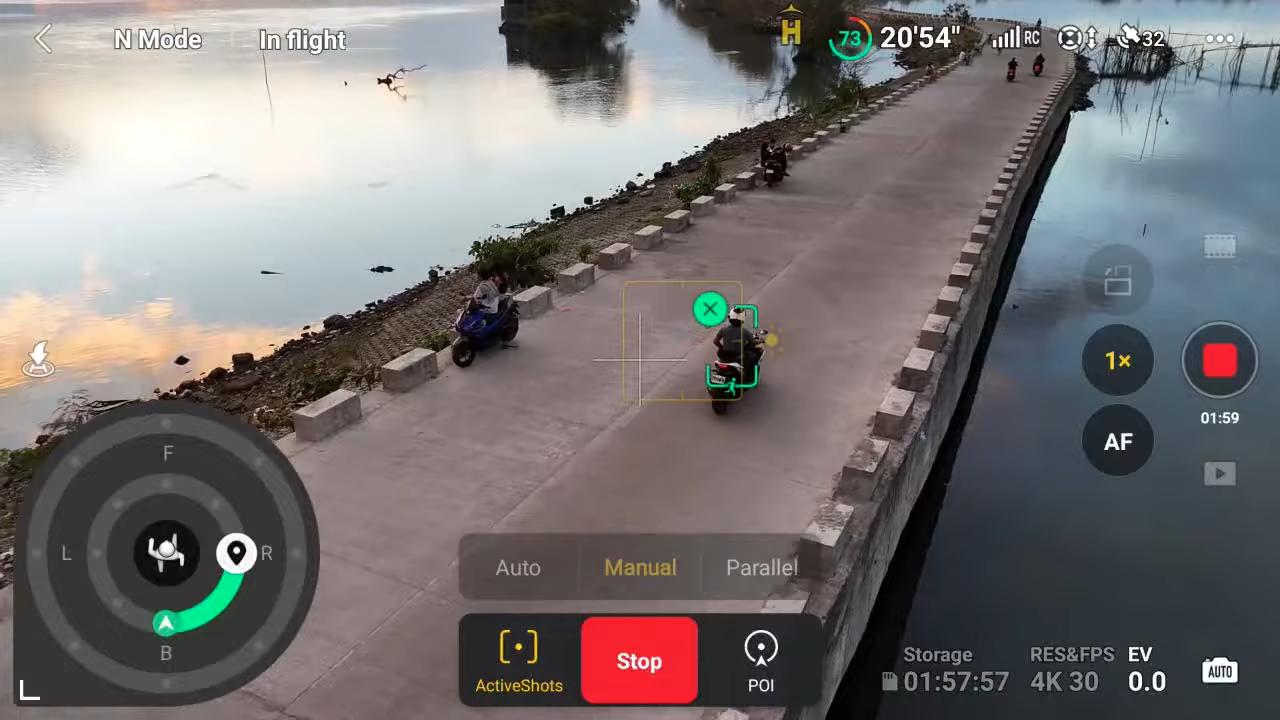 N Mode
In flight
H
73
20'54"
RC
32
1×
01:59
AF
F
L
R
B
Auto
Manual
Parallel
ActiveShots
Stop
POI
Storage
01:57:57
RES&FPS
4K 30
EV
0.0
AUTO